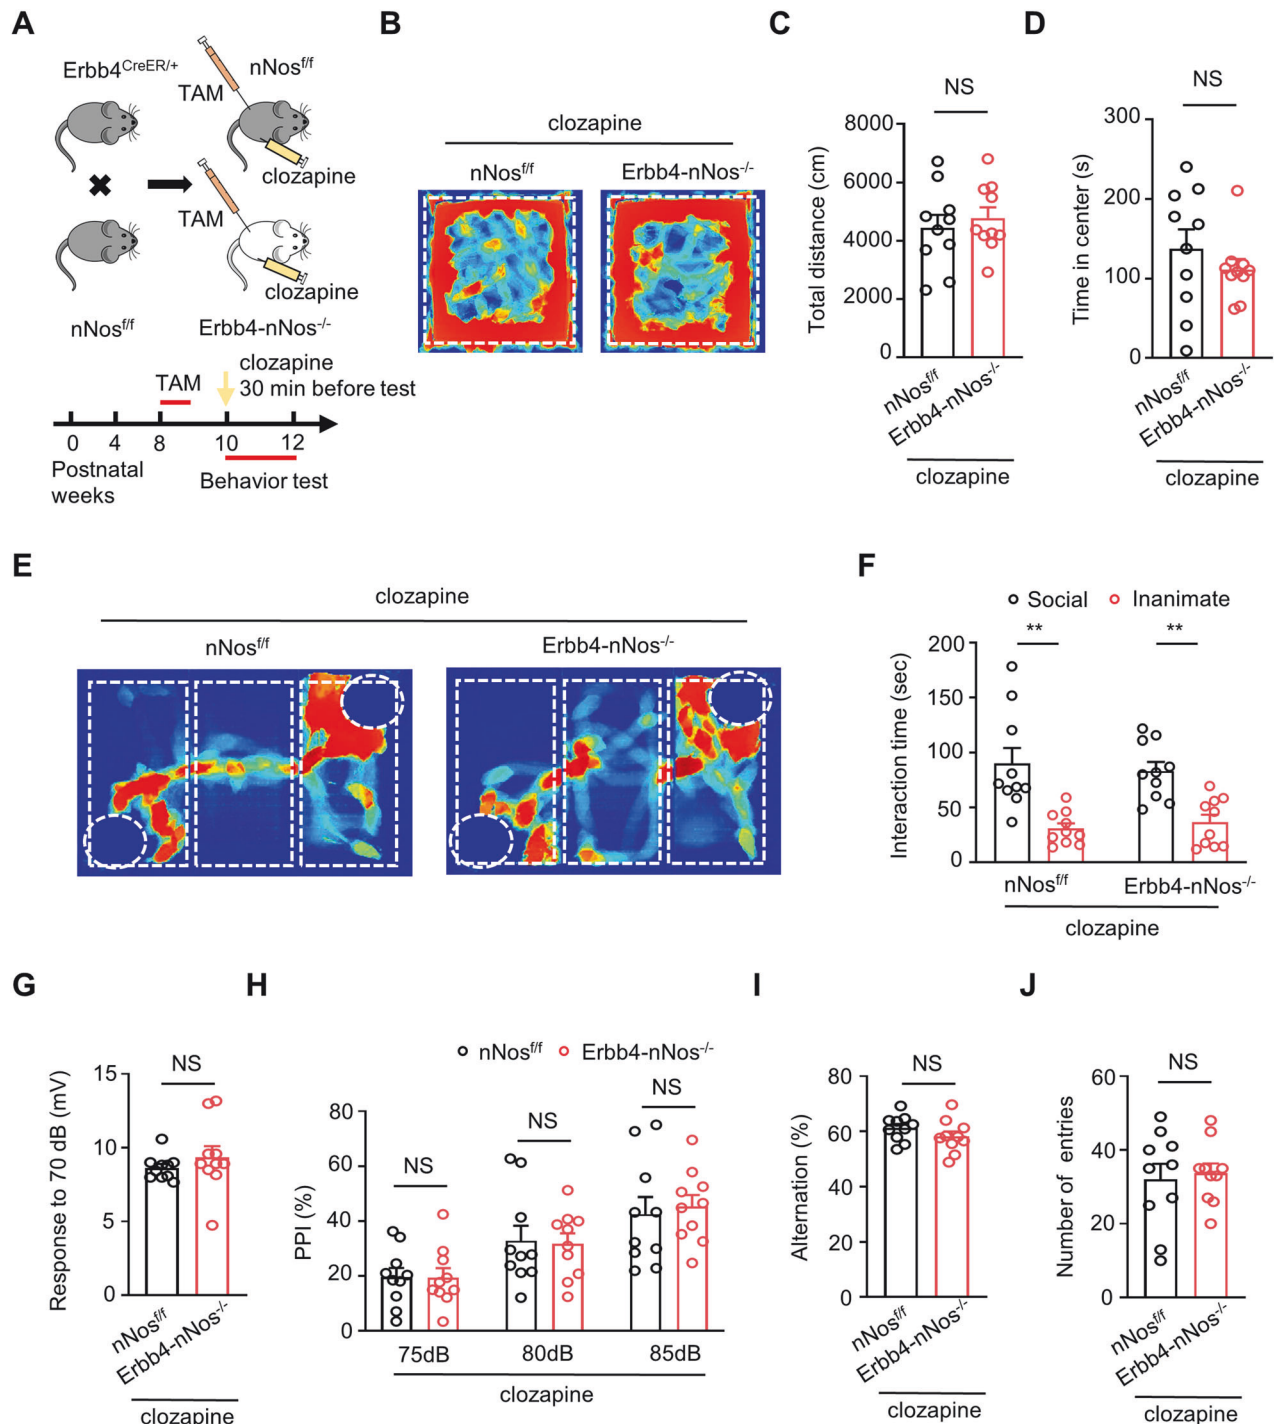 A
Erbb4CreER/+
nNosf/f
TAM
clozapine
TAM
clozapine
nNosf/f
Erbb4-nNos-/-
clozapine
30 min before test
TAM
0 4 8 10 12
Postnatal
weeks
Behavior test
B
clozapine
nNosf/f Erbb4-nNos-/-
C
NS
Total distance (cm)
8000
6000
4000
2000
0
nNosf/f
Erbb4-nNos-/-
clozapine
D
NS
Time in center (s)
300
200
100
0
nNosf/f
Erbb4-nNos-/-
clozapine
E
clozapine
nNosf/f Erbb4-nNos-/-
F
Social Inanimate
** **
Interaction time (sec)
200
150
100
50
0
nNosf/f Erbb4-nNos-/-
clozapine
G
NS
Response to 70 dB (mV)
15
10
5
0
nNosf/f
Erbb4-nNos-/-
clozapine
H
nNosf/f Erbb4-nNos-/-
NS
NS
NS
PPI (%)
80
60
40
20
0
75dB 80dB 85dB
clozapine
I
NS
Alternation (%)
80
60
40
20
0
nNosf/f
Erbb4-nNos-/-
clozapine
J
NS
Number of entries
60
40
20
0
nNosf/f
Erbb4-nNos-/-
clozapine